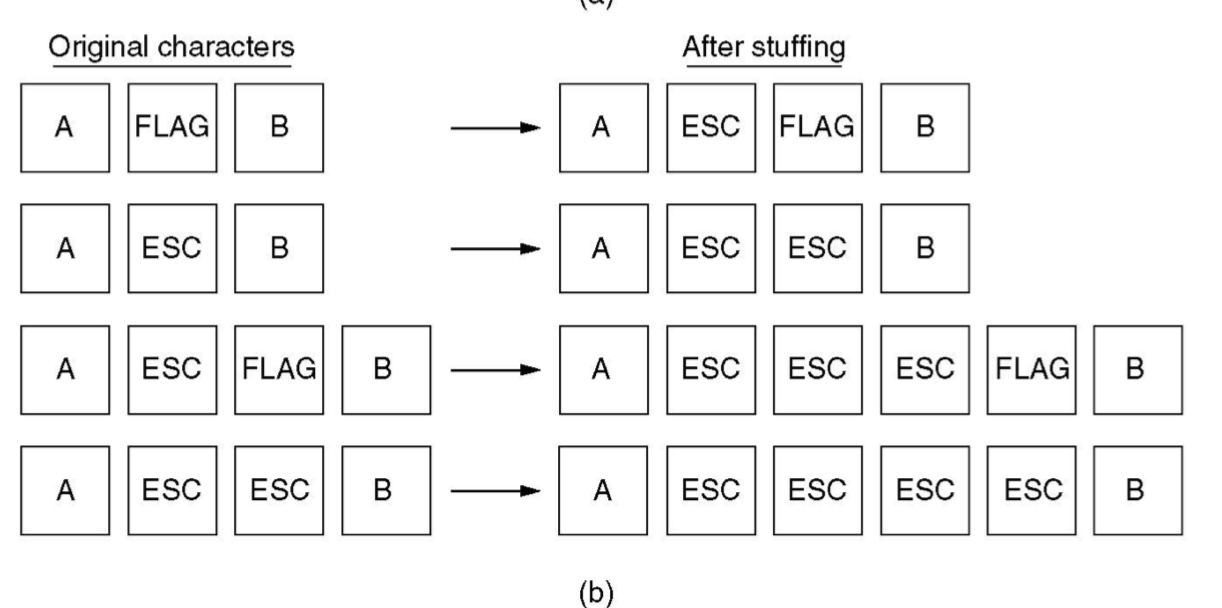 (a)
Original characters After stuffing
A FLAG B A ESC FLAG B
A ESC B A ESC ESC B
A ESC FLAG B A ESC ESC ESC FLAG B
A ESC ESC B A ESC ESC ESC ESC B
(b)